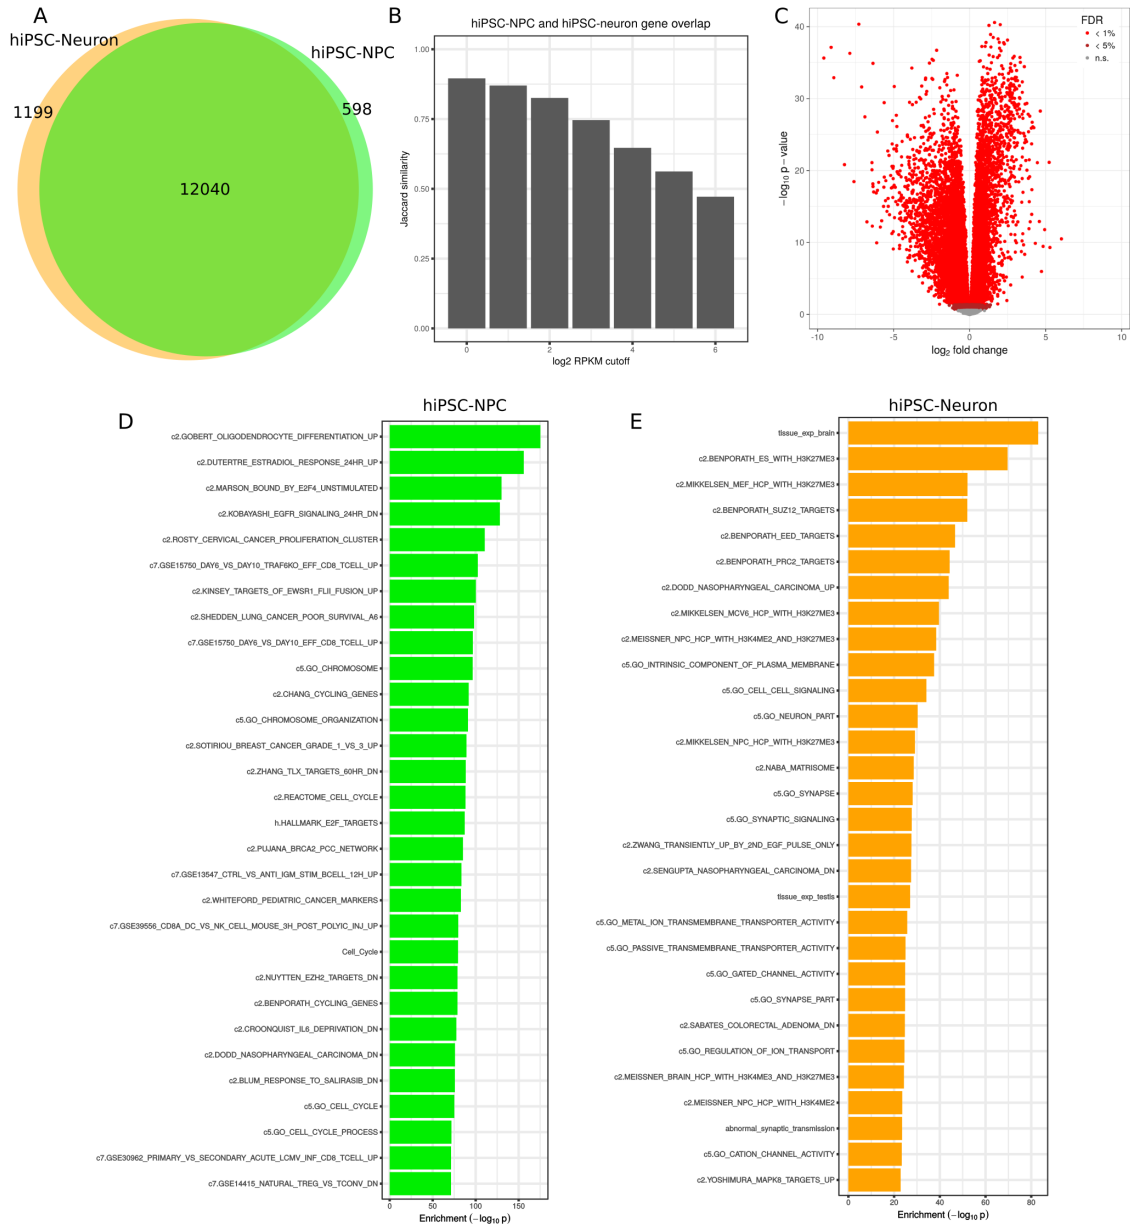 A
hiPSC-Neuron
hiPSC-NPC
1199
598
12040
B
hiPSC-NPC and hiPSC-neuron gene overlap
1.00
0.75
0.50
0.25
0.00
Jaccard similarity
0
2
4
6
log2 RPKM cutoff
C
FDR
< 1%
< 5%
n.s.
40
30
20
10
0
−log10 p−value
-10
-5
0
5
10
log2 fold change
D
hiPSC-NPC
c2.GOBERT_OLIGODENDROCYTE_DIFFERENTIATION_UP
c2.DUTERTRE_ESTRADIOL_RESPONSE_24HR_UP
c2.MARSON_BOUND_BY_E2F4_UNSTIMULATED
c2.KOBAYASHI_EGFR_SIGNALING_24HR_DN
c2.ROSTY_CERVICAL_CANCER_PROLIFERATION_CLUSTER
c7.GSE15750_DAY6_VS_DAY10_TRAF6KO_EFF_CD8_TCELL_UP
c2.KINSEY_TARGETS_OF_EWSR1_FLII_FUSION_UP
c2.SHEDDEN_LUNG_CANCER_POOR_SURVIVAL_A6
c7.GSE15750_DAY6_VS_DAY10_EFF_CD8_TCELL_UP
c5.GO_CHROMOSOME
c2.CHANG_CYCLING_GENES
c5.GO_CHROMOSOME_ORGANIZATION
c2.SOTIRIOU_BREAST_CANCER_GRADE_1_VS_3_UP
c2.ZHANG_TLX_TARGETS_60HR_DN
c2.REACTOME_CELL_CYCLE
h.HALLMARK_E2F_TARGETS
c2.PUJANA_BRCA2_PCC_NETWORK
c7.GSE13547_CTRL_VS_ANTI_IGM_STIM_BCELL_12H_UP
c2.WHITEFORD_PEDIATRIC_CANCER_MARKERS
c7.GSE39556_CD8A_DC_VS_NK_CELL_MOUSE_3H_POST_POLYIC_INJ_UP
Cell_Cycle
c2.NUYTTEN_EZH2_TARGETS_DN
c2.BENPORATH_CYCLING_GENES
c2.CROONQUIST_IL6_DEPRIVATION_DN
c2.DODD_NASOPHARYNGEAL_CARCINOMA_DN
c2.BLUM_RESPONSE_TO_SALIRASIB_DN
c5.GO_CELL_CYCLE
c5.GO_CELL_CYCLE_PROCESS
c7.GSE30962_PRIMARY_VS_SECONDARY_ACUTE_LCMV_INF_CD8_TCELL_UP
c7.GSE14415_NATURAL_TREG_VS_TCONV_DN
0
50
100
150
Enrichment (−log10 p)
E
hiPSC-Neuron
tissue_exp_brain
c2.BENPORATH_ES_WITH_H3K27ME3
c2.MIKKELSEN_MEF_HCP_WITH_H3K27ME3
c2.BENPORATH_SUZ12_TARGETS
c2.BENPORATH_EED_TARGETS
c2.BENPORATH_PRC2_TARGETS
c2.DODD_NASOPHARYNGEAL_CARCINOMA_UP
c2.MIKKELSEN_MCV6_HCP_WITH_H3K27ME3
c2.MEISSNER_NPC_HCP_WITH_H3K4ME2_AND_H3K27ME3
c5.GO_INTRINSIC_COMPONENT_OF_PLASMA_MEMBRANE
c5.GO_CELL_CELL_SIGNALING
c5.GO_NEURON_PART
c2.MIKKELSEN_NPC_HCP_WITH_H3K27ME3
c2.NABA_MATRISOME
c5.GO_SYNAPSE
c5.GO_SYNAPTIC_SIGNALING
c2.ZWANG_TRANSIENTLY_UP_BY_2ND_EGF_PULSE_ONLY
c2.SENGUPTA_NASOPHARYNGEAL_CARCINOMA_DN
tissue_exp_testis
c5.GO_METAL_ION_TRANSMEMBRANE_TRANSPORTER_ACTIVITY
c5.GO_PASSIVE_TRANSMEMBRANE_TRANSPORTER_ACTIVITY
c5.GO_GATED_CHANNEL_ACTIVITY
c5.GO_SYNAPSE_PART
c2.SABATES_COLORECTAL_ADENOMA_DN
c5.GO_REGULATION_OF_ION_TRANSPORT
c2.MEISSNER_BRAIN_HCP_WITH_H3K4ME3_AND_H3K27ME3
c2.MEISSNER_NPC_HCP_WITH_H3K4ME2
abnormal_synaptic_transmission
c5.GO_CATION_CHANNEL_ACTIVITY
c2.YOSHIMURA_MAPK8_TARGETS_UP
0
20
40
60
80
Enrichment (−log10 p)